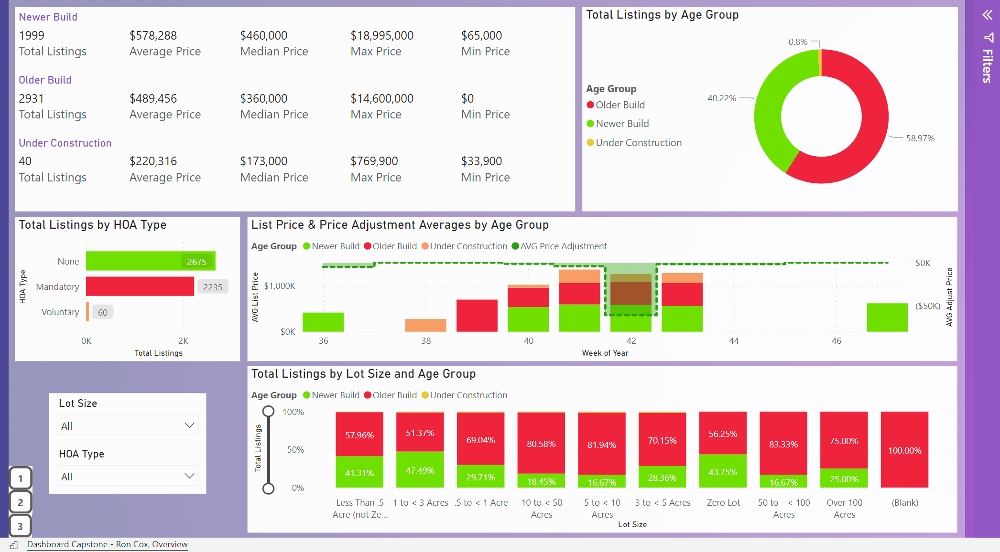 Newer Build
1999 $578,288 $460,000 $18,995,000 $65,000
Total Listings Average Price Median Price Max Price Min Price
Older Build
2931 $489,456 $360,000 $14,600,000 $0
Total Listings Average Price Median Price Max Price Min Price
Under Construction
40 $220,316 $173,000 $769,900 $33,900
Total Listings Average Price Median Price Max Price Min Price
Total Listings by Age Group
0.8%
40.22%
58.97%
Age Group
Older Build
Newer Build
Under Construction
Filters
Total Listings by HOA Type
HOA Type
None 2675
Mandatory 2235
Voluntary 60
0K 2K
Total Listings
List Price & Price Adjustment Averages by Age Group
Age Group Newer Build Older Build Under Construction AVG Price Adjustment
AVG List Price
$1,000K
$0K
$0K
($50K)
AVG Adjust Price
36 38 40 42 44 46
Week of Year
Lot Size
All
HOA Type
All
1
2
3
Total Listings by Lot Size and Age Group
Age Group Newer Build Older Build Under Construction
Total Listings
100%
50%
0%
57.96% 51.37% 69.04% 80.58% 81.94% 70.15% 56.25% 83.33% 75.00% 100.00%
41.31% 47.49% 29.71% 18.45% 16.67% 28.36% 43.75% 16.67% 25.00%
Less Than .5 1 to < 3 Acres .5 to < 1 Acre 10 to < 50 5 to < 10 3 to < 5 Acres Zero Lot 50 to =< 100 Over 100 (Blank)
Acre (not Ze... Acres Acres Acres Acres
Lot Size
Dashboard Capstone - Ron Cox, Overview